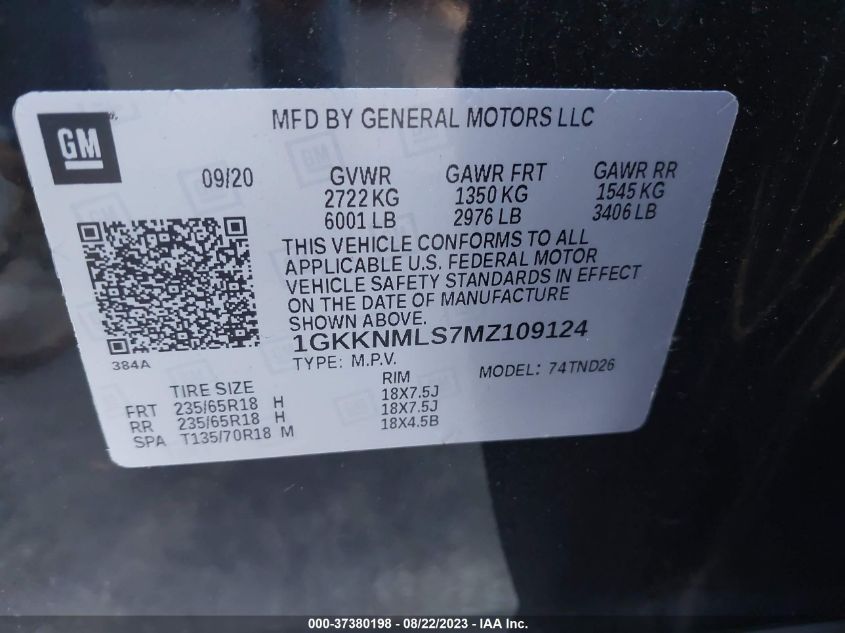 GM
MFD BY GENERAL MOTORS LLC
09/20 GVWR GAWR FRT GAWR RR
2722 KG 1350 KG 1545 KG
6001 LB 2976 LB 3406 LB
THIS VEHICLE CONFORMS TO ALL
APPLICABLE U.S. FEDERAL MOTOR
VEHICLE SAFETY STANDARDS IN EFFECT
ON THE DATE OF MANUFACTURE
SHOWN ABOVE.
1GKKNMLS7MZ109124
384A
TYPE: M.P.V. MODEL: 74TND26
TIRE SIZE RIM
FRT 235/65R18 H 18X7.5J
RR 235/65R18 H 18X7.5J
SPA T135/70R18 M 18X4.5B
000-37380198 - 08/22/2023 - Copyright IAA, Inc.